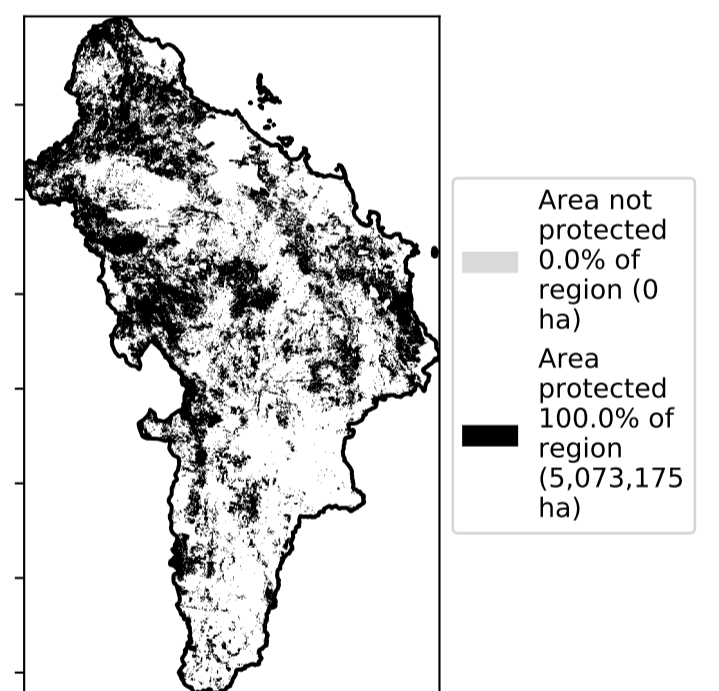 Area not
protected
0.0% of
region (0
ha)
Area
protected
100.0% of
region
(5,073,175
ha)